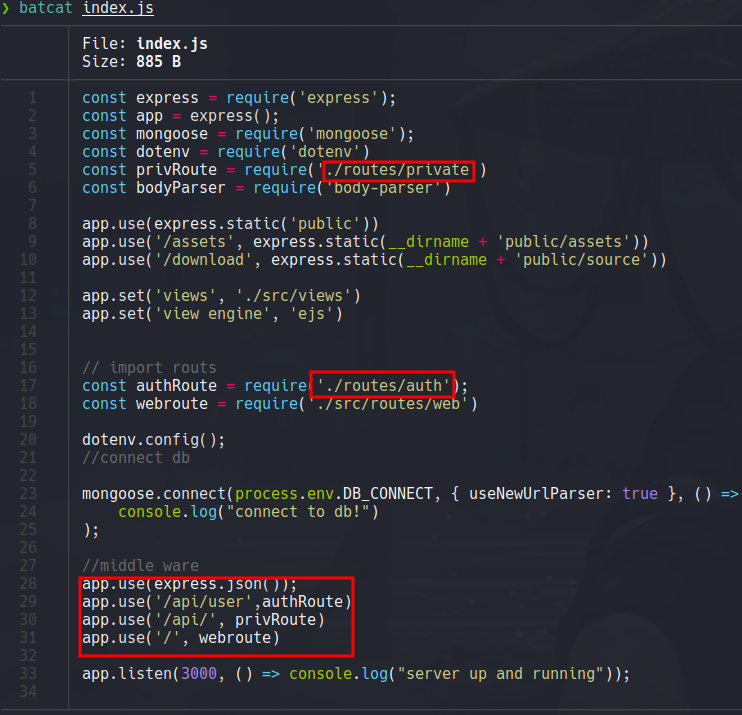 ❯ batcat index.js
File: index.js
Size: 885 B
1 const express = require('express');
2 const app = express();
3 const mongoose = require('mongoose');
4 const dotenv = require('dotenv')
5 const privRoute = require('./routes/private')
6 const bodyParser = require('body-parser')
7
8 app.use(express.static('public'))
9 app.use('/assets', express.static(__dirname + 'public/assets'))
10 app.use('/download', express.static(__dirname + 'public/source'))
11
12 app.set('views', './src/views')
13 app.set('view engine', 'ejs')
14
15
16 // import routs
17 const authRoute = require('./routes/auth');
18 const webroute = require('./src/routes/web')
19
20 dotenv.config();
21 //connect db
22
23 mongoose.connect(process.env.DB_CONNECT, { useNewUrlParser: true }, () =>
24     console.log("connect to db!")
25 );
26
27 //middle ware
28 app.use(express.json());
29 app.use('/api/user',authRoute)
30 app.use('/api/', privRoute)
31 app.use('/', webroute)
32
33 app.listen(3000, () => console.log("server up and running"));
34